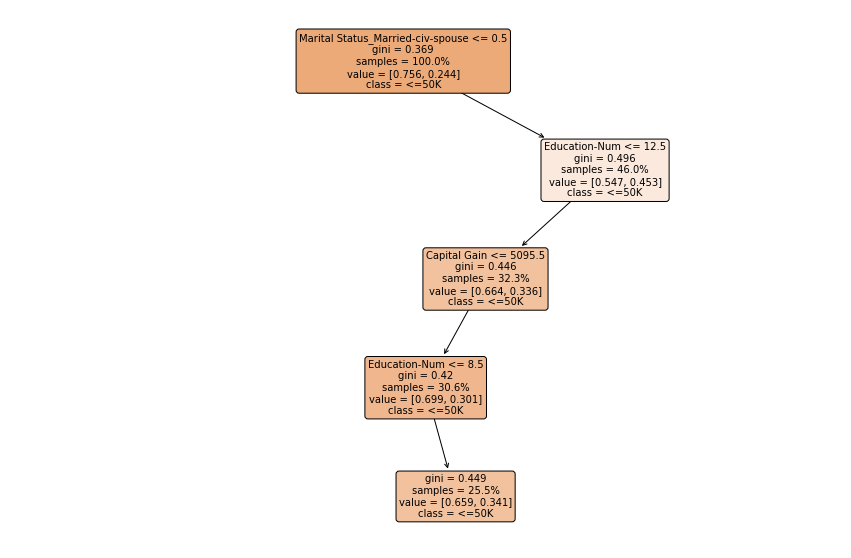 Marital Status_Married-civ-spouse <= 0.5
gini = 0.369
samples = 100.0%
value = [0.756, 0.244]
class = <=50K
Education-Num <= 12.5
gini = 0.496
samples = 46.0%
value = [0.547, 0.453]
class = <=50K
Capital Gain <= 5095.5
gini = 0.446
samples = 32.3%
value = [0.664, 0.336]
class = <=50K
Education-Num <= 8.5
gini = 0.42
samples = 30.6%
value = [0.699, 0.301]
class = <=50K
gini = 0.449
samples = 25.5%
value = [0.659, 0.341]
class = <=50K